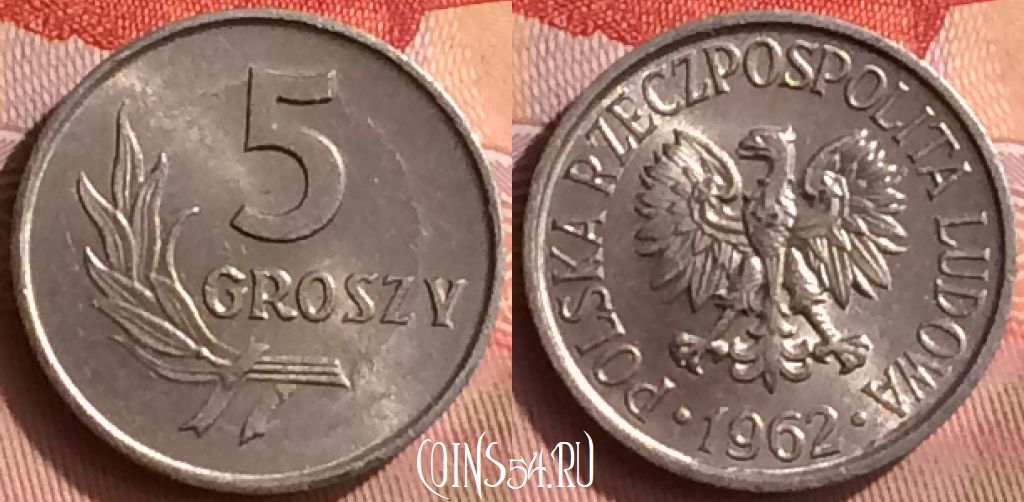 5
GROSZY
POLSKA RZECZPOSPOLITA LUDOWA
· 1962 ·
COINS54.RU